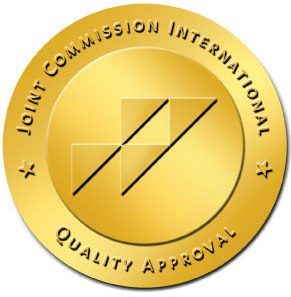 JOINT COMMISSION INTERNATIONAL
QUALITY APPROVAL